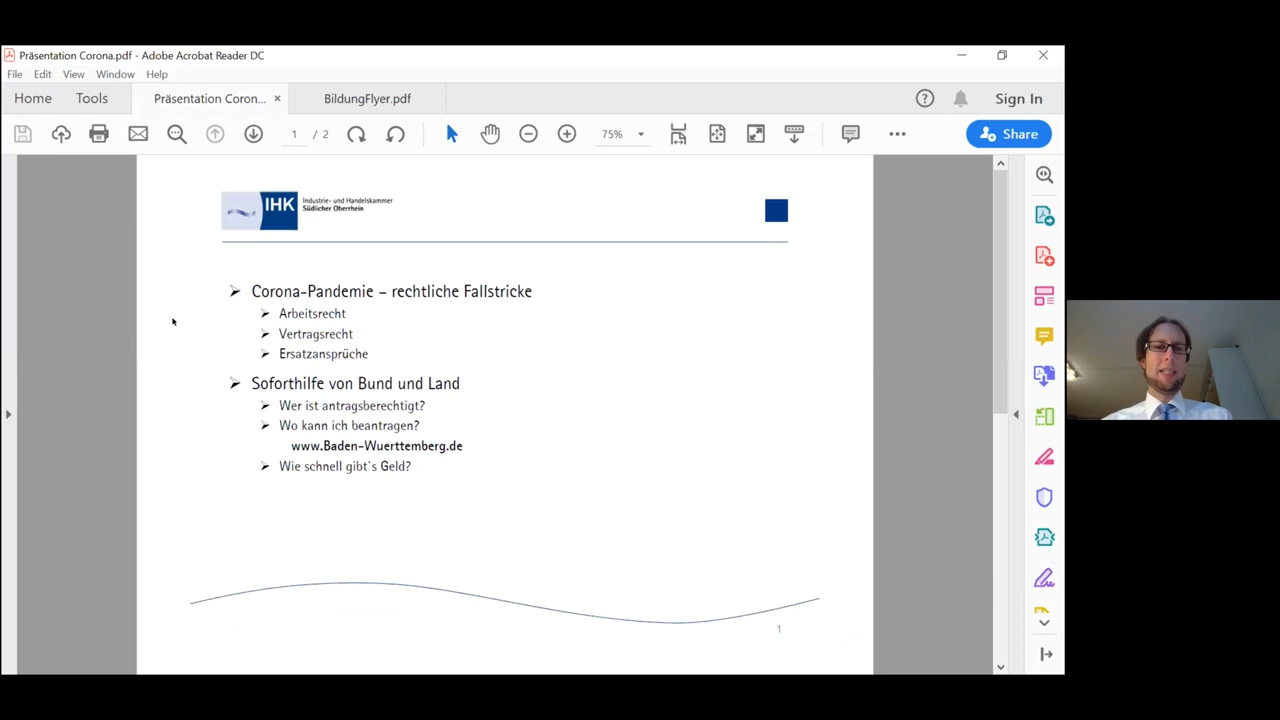 Präsentation Corona.pdf - Adobe Acrobat Reader DC
File Edit View Window Help
Home Tools Präsentation Coron... × BildungFlyer.pdf Sign In
1 / 2 75% Share
IHK Industrie- und Handelskammer
Südlicher Oberrhein
Corona-Pandemie – rechtliche Fallstricke
Arbeitsrecht
Vertragsrecht
Ersatzansprüche
Soforthilfe von Bund und Land
Wer ist antragsberechtigt?
Wo kann ich beantragen?
www.Baden-Wuerttemberg.de
Wie schnell gibt`s Geld?
1